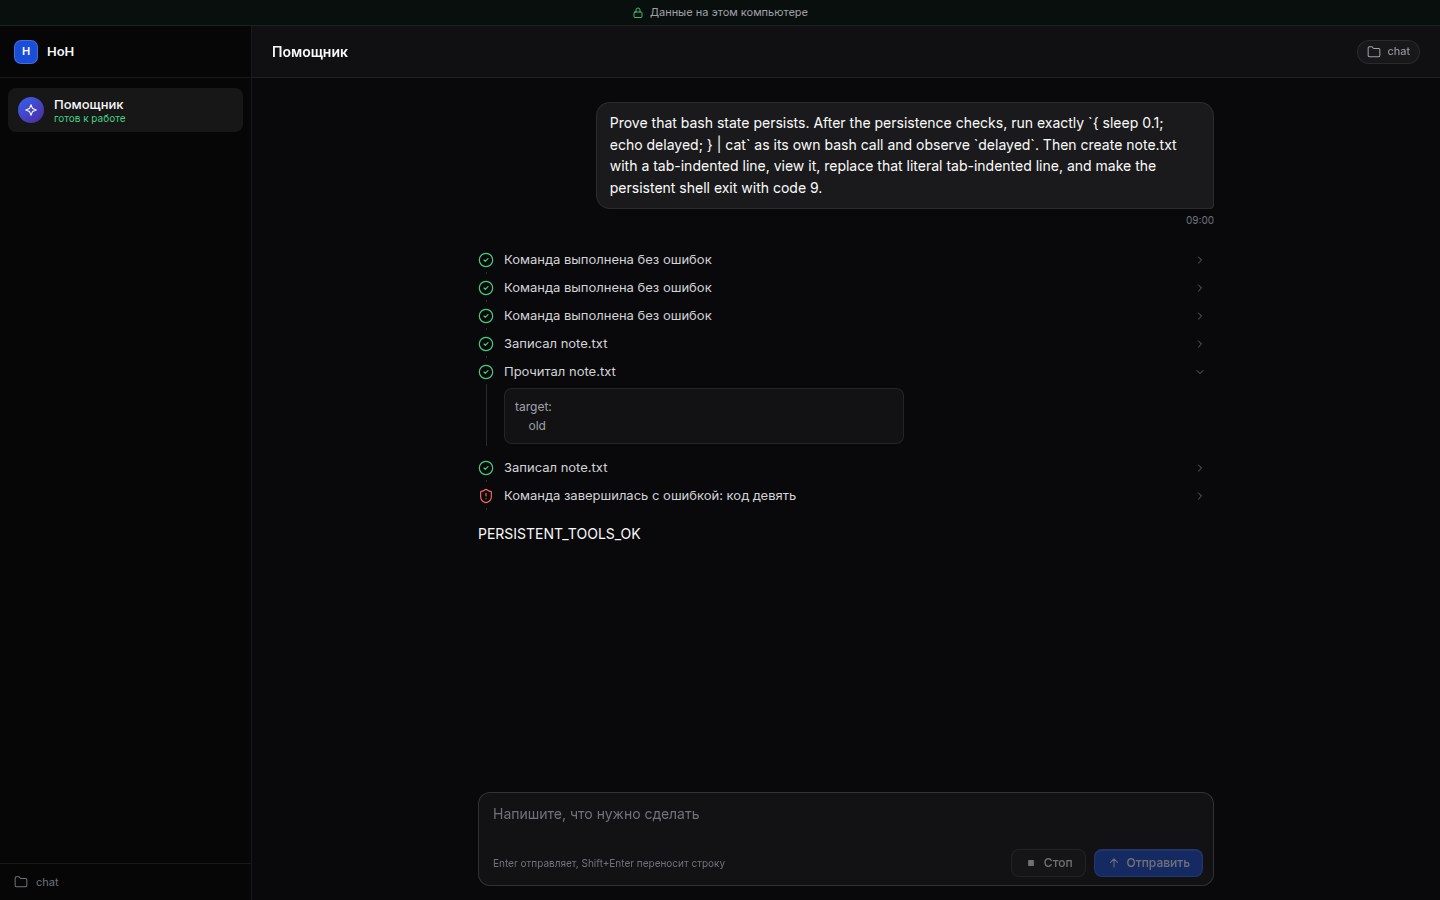 Данные на этом компьютере
H HoH
Помощник
готов к работе
Помощник
chat
Prove that bash state persists. After the persistence checks, run exactly `{ sleep 0.1;
echo delayed; } | cat` as its own bash call and observe `delayed`. Then create note.txt
with a tab-indented line, view it, replace that literal tab-indented line, and make the
persistent shell exit with code 9.
09:00
Команда выполнена без ошибок
Команда выполнена без ошибок
Команда выполнена без ошибок
Записал note.txt
Прочитал note.txt
target:
	old
Записал note.txt
Команда завершилась с ошибкой: код девять
PERSISTENT_TOOLS_OK
Напишите, что нужно сделать
Enter отправляет, Shift+Enter переносит строку
Стоп
Отправить
chat